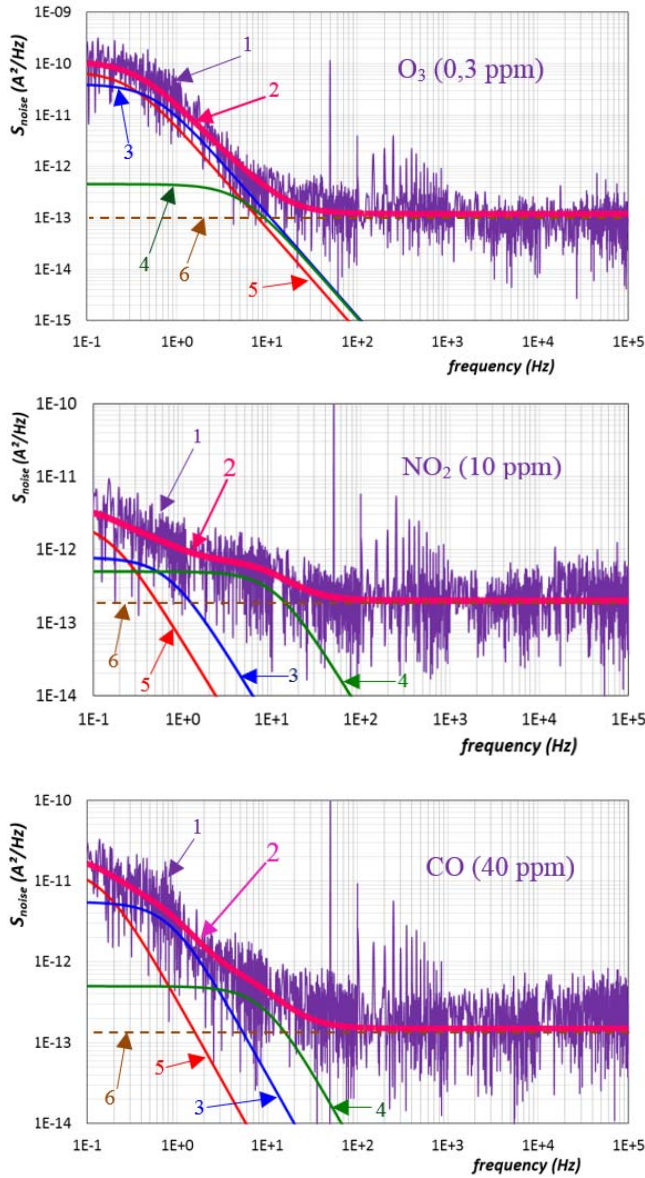 1E-09
1E-10
1E-11
1E-12
1E-13
1E-14
1E-15
S_noise (A²/Hz)
O₃ (0,3 ppm)
1
2
3
4
6
5
1E-1 1E+0 1E+1 1E+2 1E+3 1E+4 1E+5
frequency (Hz)
1E-10
1E-11
1E-12
1E-13
1E-14
S_noise (A²/Hz)
NO₂ (10 ppm)
1
2
6
5
3
4
1E-1 1E+0 1E+1 1E+2 1E+3 1E+4 1E+5
frequency (Hz)
1E-10
1E-11
1E-12
1E-13
1E-14
S_noise (A²/Hz)
CO (40 ppm)
1
2
6
5
3
4
1E-1 1E+0 1E+1 1E+2 1E+3 1E+4 1E+5
frequency (Hz)